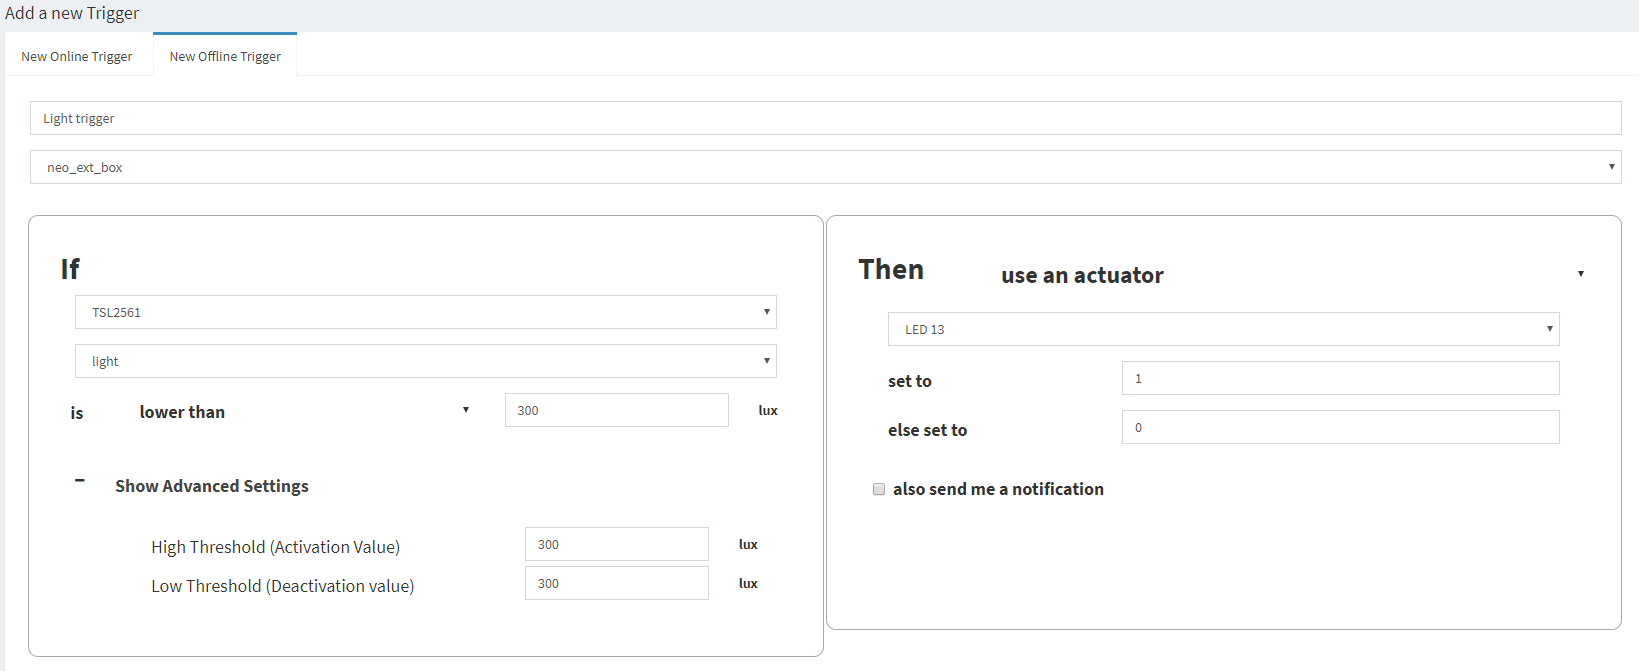 Add a new Trigger
New Online Trigger
New Offline Trigger
Light trigger
neo_ext_box
If
TSL2561
light
is lower than 300 lux
Show Advanced Settings
High Threshold (Activation Value) 300 lux
Low Threshold (Deactivation value) 300 lux
Then use an actuator
LED 13
set to 1
else set to 0
also send me a notification